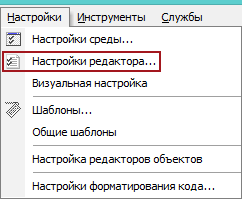 Настройки Инструменты Службы
Настройки среды...
Настройки редактора...
Визуальная настройка
Шаблоны...
Общие шаблоны
Настройка редакторов объектов
Настройки форматирования кода...